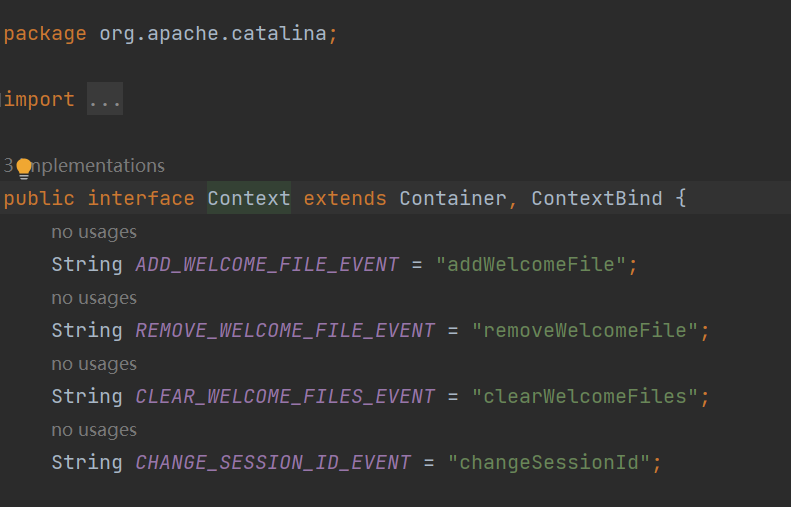 package org.apache.catalina;
import ...
3 implementations
public interface Context extends Container, ContextBind {
no usages
String ADD_WELCOME_FILE_EVENT = "addWelcomeFile";
no usages
String REMOVE_WELCOME_FILE_EVENT = "removeWelcomeFile";
no usages
String CLEAR_WELCOME_FILES_EVENT = "clearWelcomeFiles";
no usages
String CHANGE_SESSION_ID_EVENT = "changeSessionId";